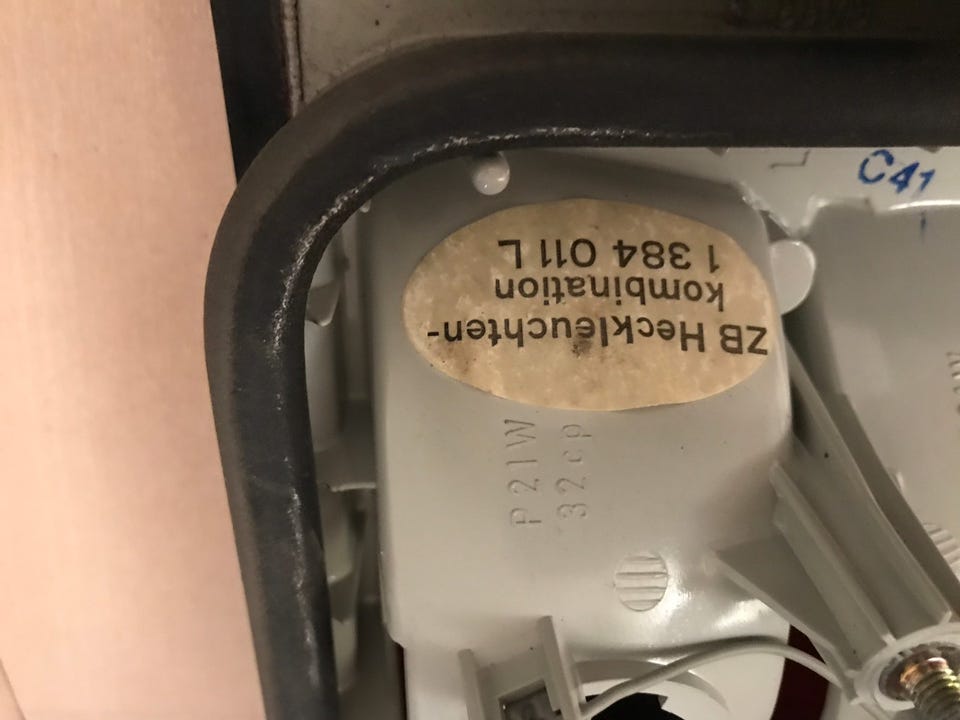 ZB Heckleuchten-
kombination
1 384 011 L
C41
P21W
32cp